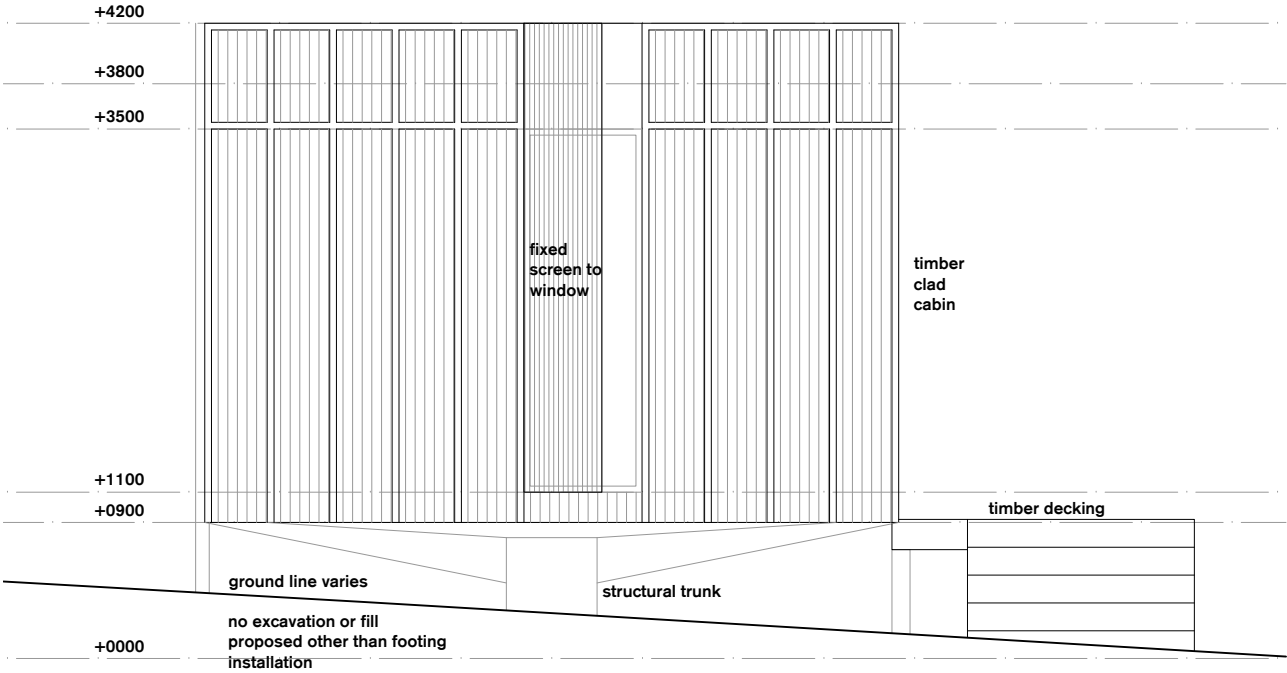 +4200
+3800
+3500
fixed
screen to
window
timber
clad
cabin
+1100
+0900
timber decking
ground line varies
structural trunk
no excavation or fill
proposed other than footing
installation
+0000